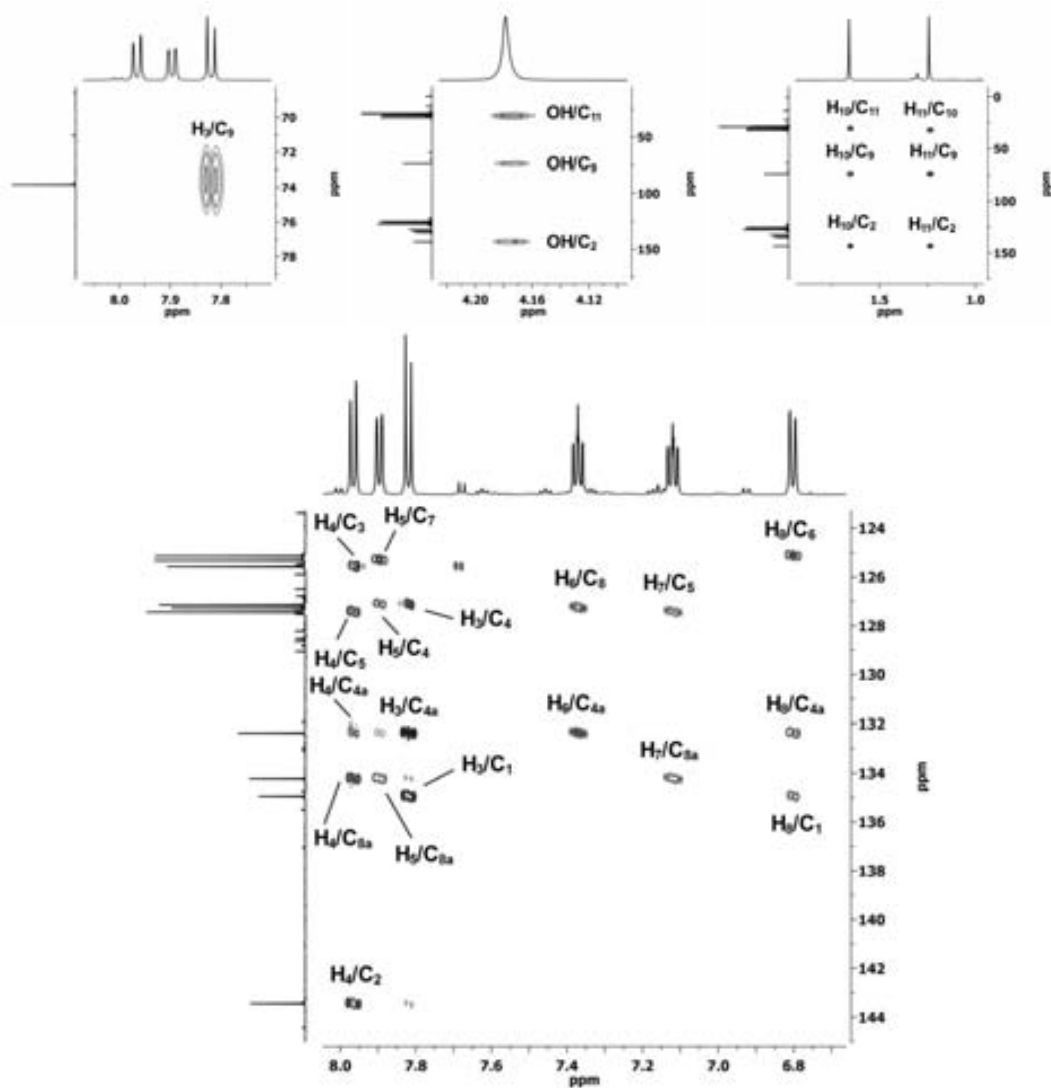 H₃/C₉
70
72
74
76
78
ppm
8.0 7.9 7.8
ppm
OH/C₁₁
OH/C₉
OH/C₂
50
100
150
ppm
4.20 4.16 4.12
ppm
H₁₀/C₁₁ H₁₁/C₁₀
H₁₀/C₉ H₁₁/C₉
H₁₀/C₂ H₁₁/C₂
0
50
100
150
ppm
1.5 1.0
ppm
H₄/C₃ H₅/C₇ H₈/C₆
H₆/C₈ H₇/C₅
H₃/C₄
H₄/C₅ H₅/C₄
H₄/C₄ₐ H₃/C₄ₐ H₆/C₄ₐ H₈/C₄ₐ
H₃/C₁ H₇/C₈ₐ
H₄/C₈ₐ H₅/C₈ₐ H₈/C₁
H₄/C₂
124
126
128
130
132
134
136
138
140
142
144
ppm
8.0 7.8 7.6 7.4 7.2 7.0 6.8
ppm